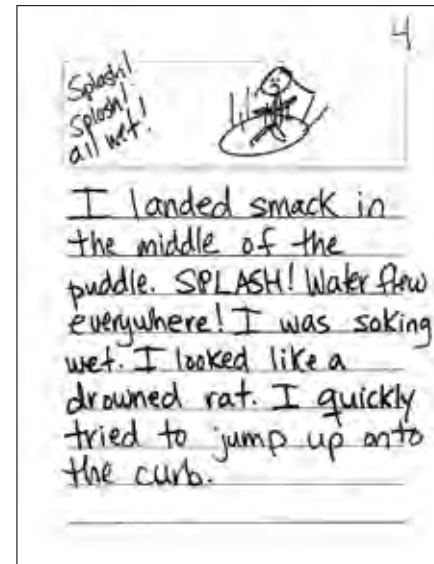 4
Splash!
Splash!
all wet!
I landed smack in
the middle of the
puddle. SPLASH! Water flew
everywhere! I was soking
wet. I looked like a
drowned rat. I quickly
tried to jump up onto
the curb.